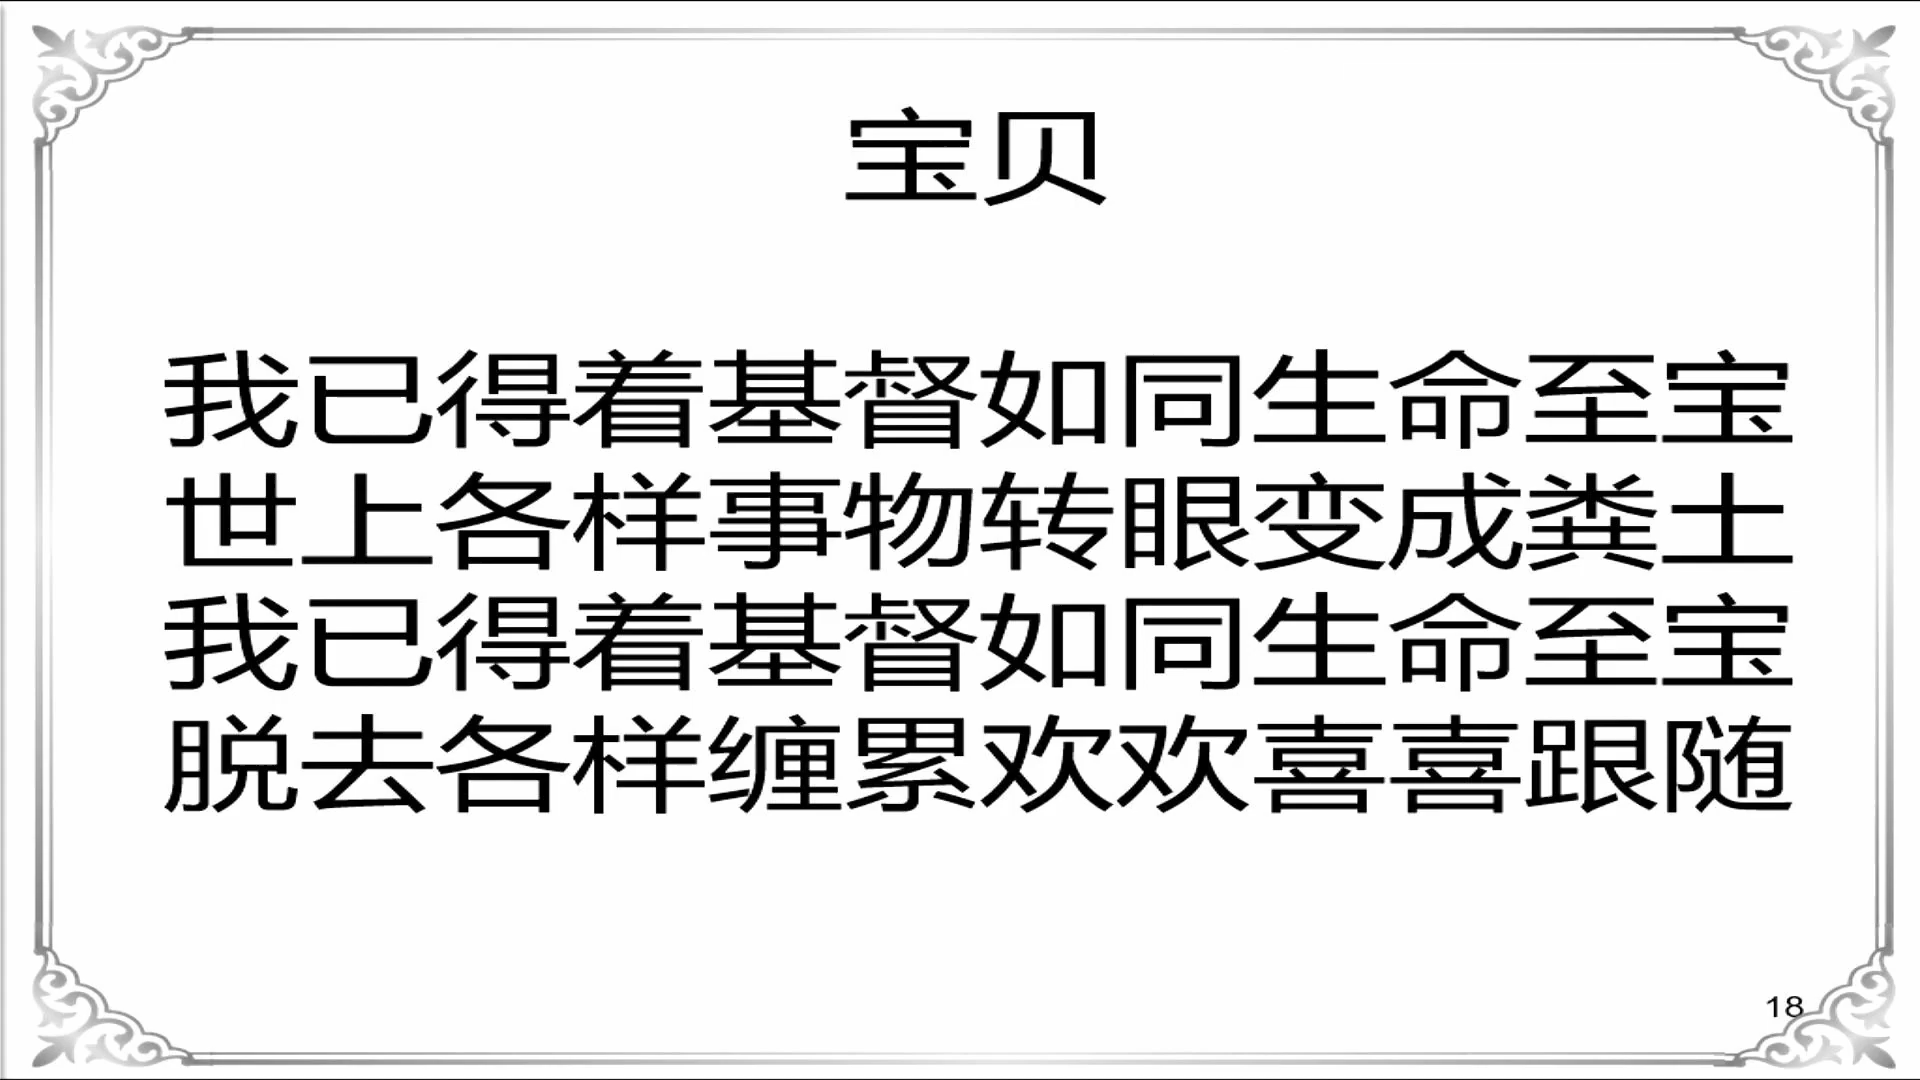 宝贝
我已得着基督如同生命至宝
世上各样事物转眼变成粪土
我已得着基督如同生命至宝
脱去各样缠累欢欢喜喜跟随
18